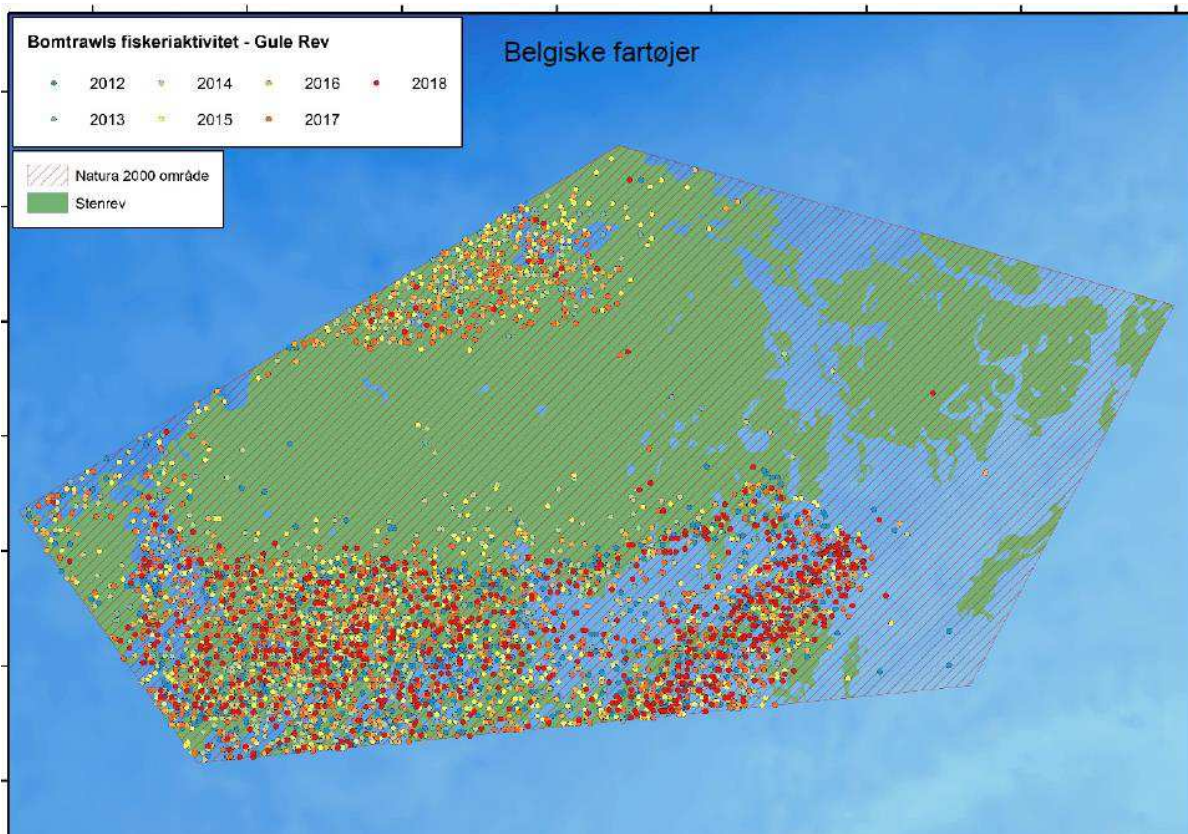 Bomtrawls fiskeriaktivitet - Gule Rev
Belgiske fartøjer
2012 2014 2016 2018
2013 2015 2017
Natura 2000 område
Stenrev